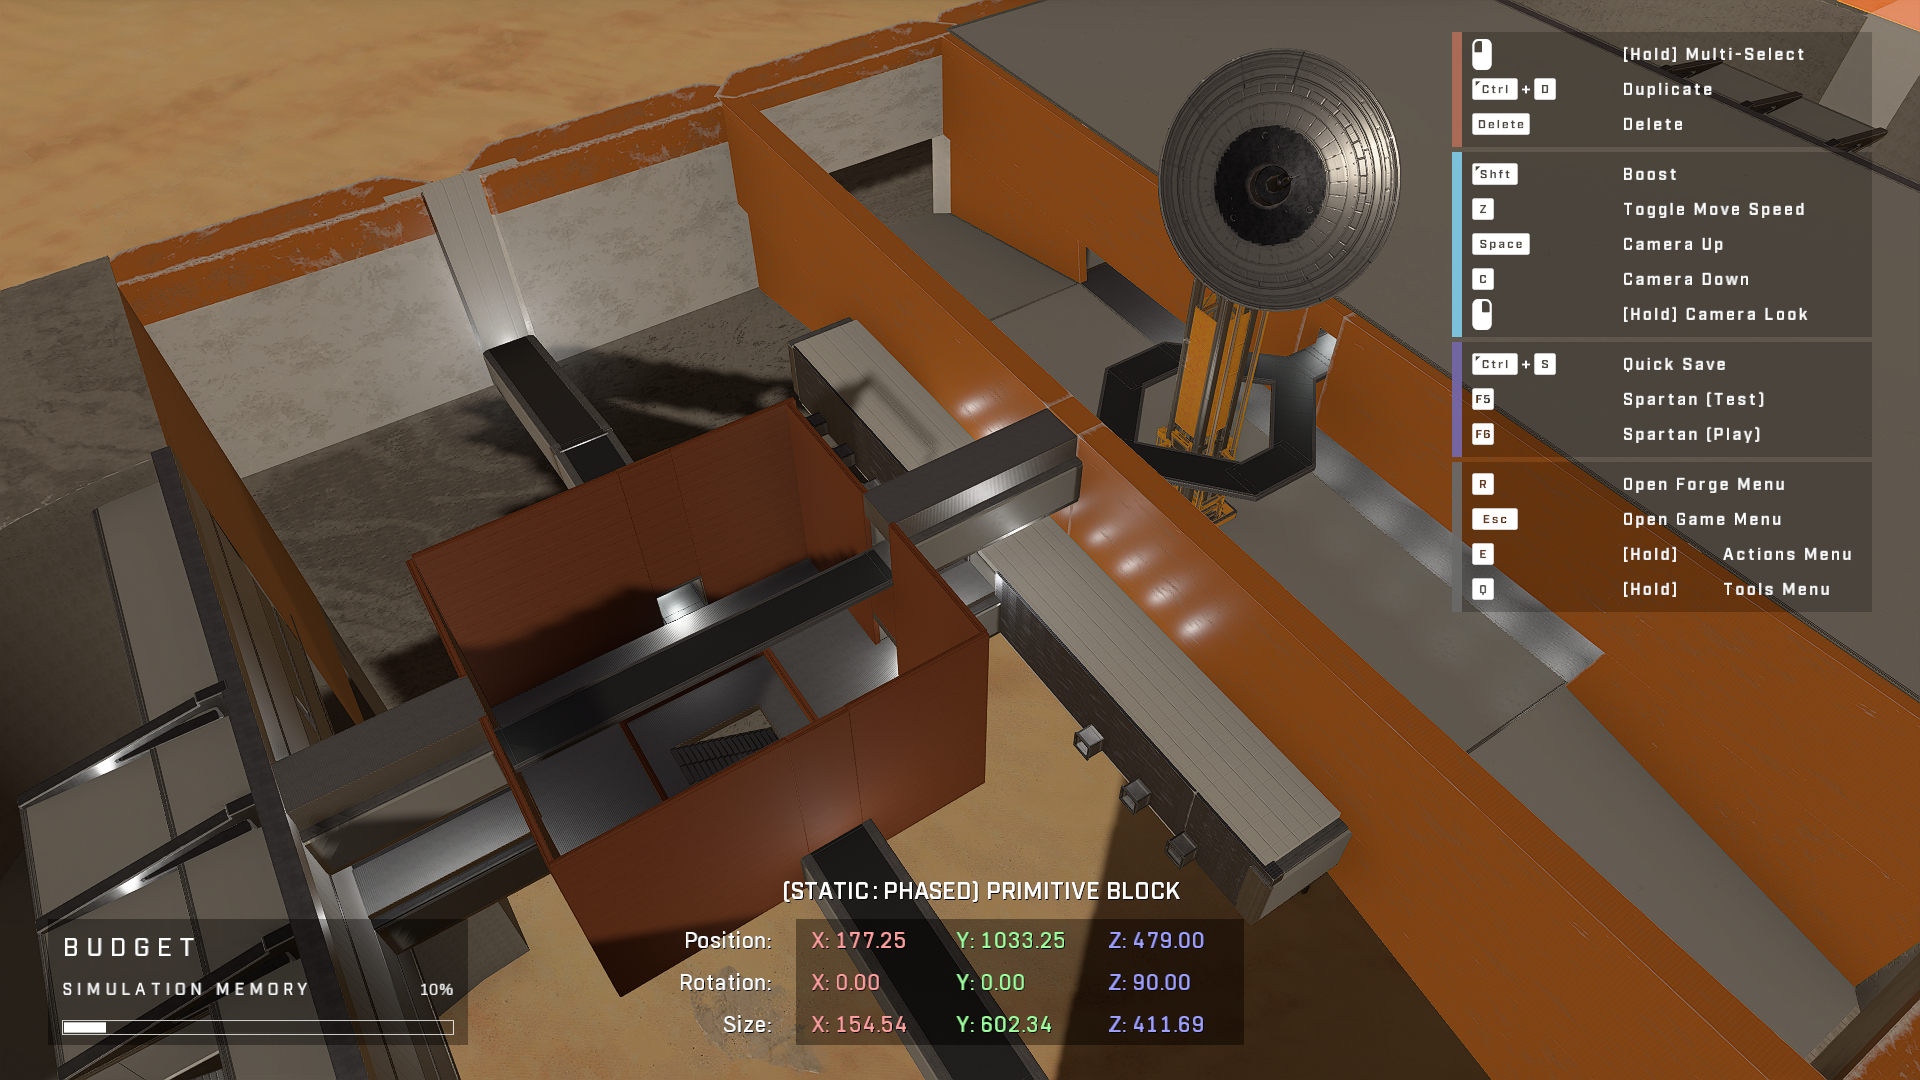 [Hold] Multi-Select
Ctrl + D Duplicate
Delete Delete
Shft Boost
Z Toggle Move Speed
Space Camera Up
C Camera Down
[Hold] Camera Look
Ctrl + S Quick Save
F5 Spartan (Test)
F6 Spartan (Play)
R Open Forge Menu
Esc Open Game Menu
E [Hold] Actions Menu
Q [Hold] Tools Menu
[STATIC:PHASED] PRIMITIVE BLOCK
Position: X: 177.25 Y: 1033.25 Z: 479.00
Rotation: X: 0.00 Y: 0.00 Z: 90.00
Size: X: 154.54 Y: 602.34 Z: 411.69
BUDGET
SIMULATION MEMORY 10%